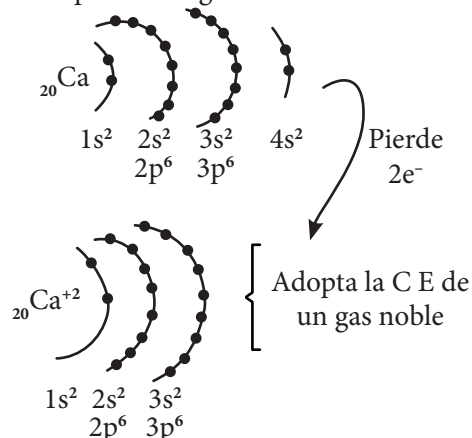 ₂₀Ca
1s² 2s² 3s² 4s²
2p⁶ 3p⁶
Pierde
2e⁻
₂₀Ca⁺²
Adopta la C E de
un gas noble
1s² 2s² 3s²
2p⁶ 3p⁶